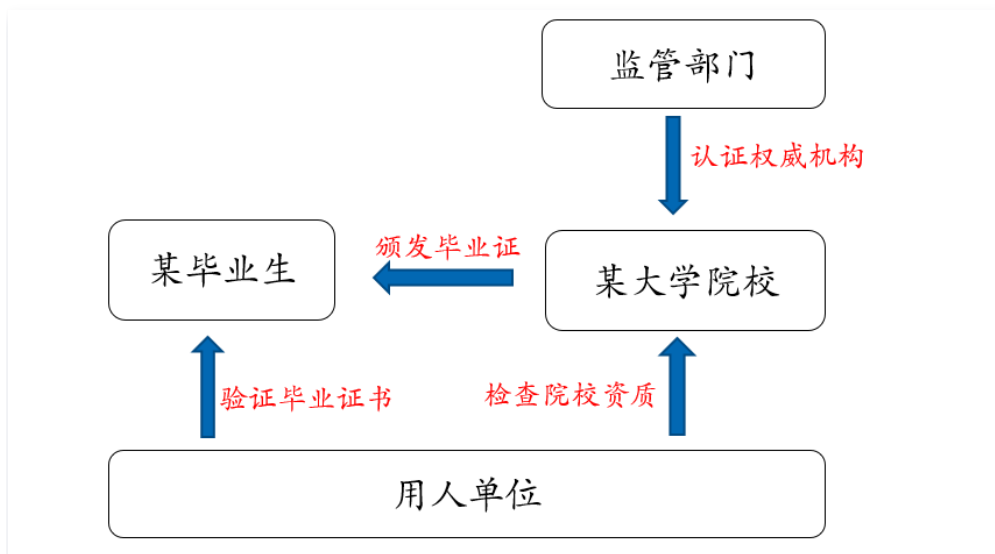 监管部门
认证权威机构
颁发毕业证
某毕业生
某大学院校
验证毕业证书
检查院校资质
用人单位